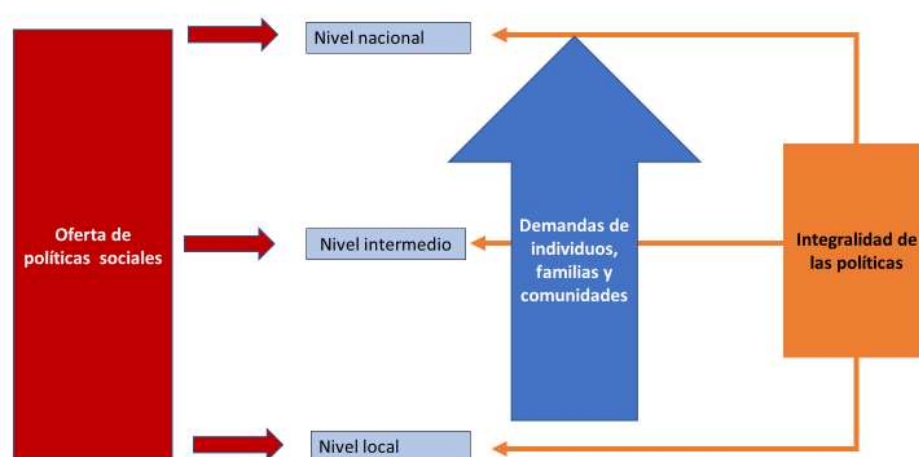 Nivel nacional
Oferta de
políticas sociales
Nivel intermedio
Demandas de
individuos,
familias y
comunidades
Integralidad de
las políticas
Nivel local